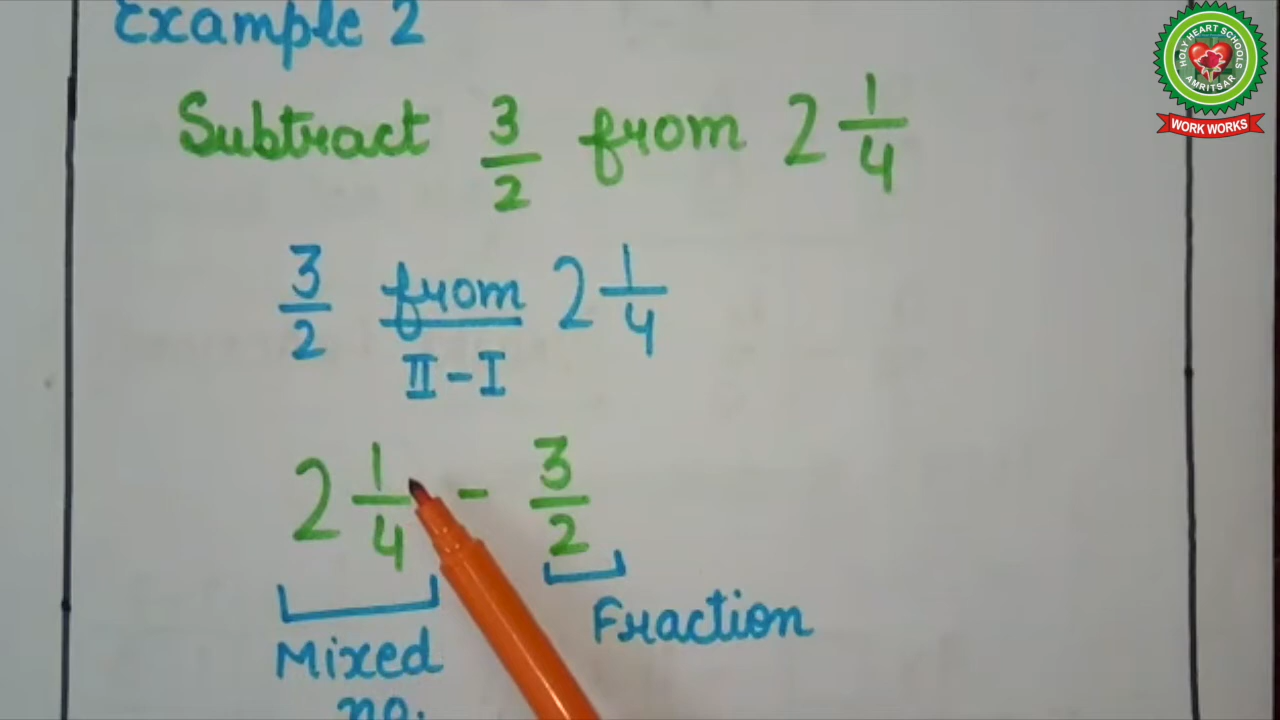 Example 2
Subtract 3/2 from 2 1/4
3/2 from 2 1/4
II - I
2 1/4 - 3/2
Mixed no.
Fraction
HOLY HEART SCHOOLS
AMRITSAR
WORK WORKS